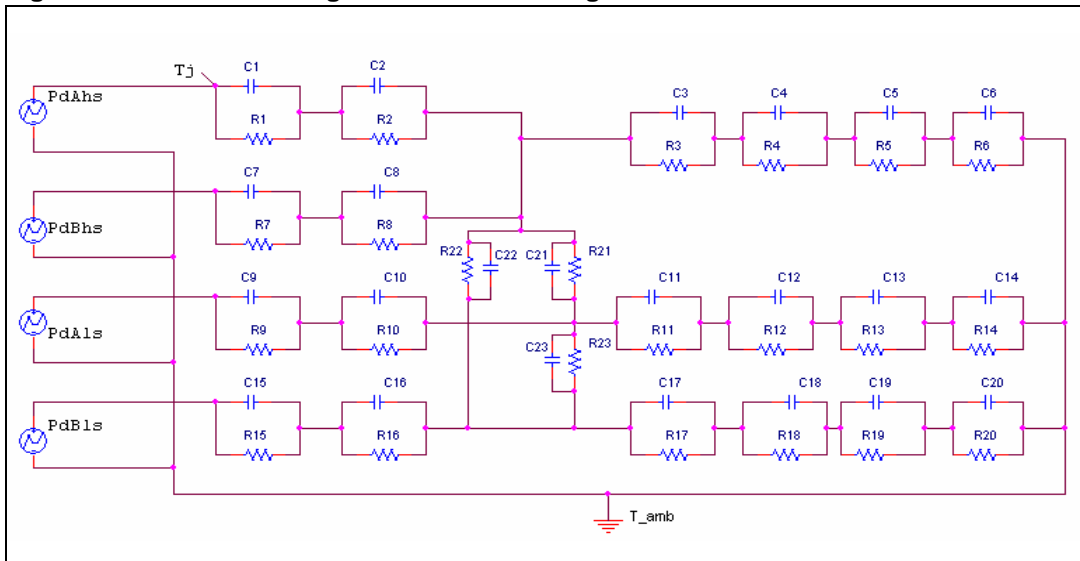 Tj
C1 C2
PdAhs
R1 R2
C3 C4 C5 C6
R3 R4 R5 R6
C7 C8
PdBhs
R7 R8
R22 C22 C21 R21
C9 C10 C11 C12 C13 C14
PdAls
R9 R10 R11 R12 R13 R14
C23 R23
C15 C16 C17 C18 C19 C20
PdBls
R15 R16 R17 R18 R19 R20
T_amb